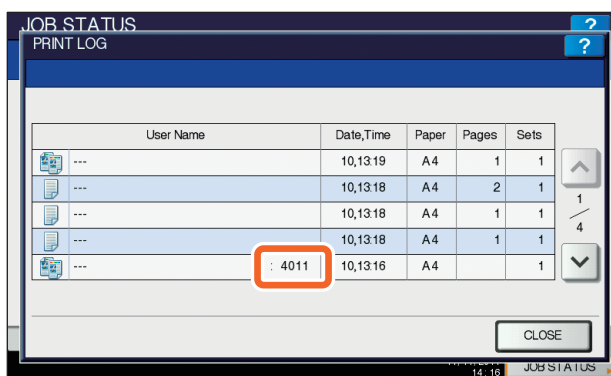 JOB STATUS ?
PRINT LOG ?
User Name Date,Time Paper Pages Sets
--- 10,13:19 A4 1 1
--- 10,13:18 A4 2 1
--- 10,13:18 A4 1 1
--- 10,13:18 A4 1 1
--- : 4011 10,13:16 A4 1
1
4
CLOSE
14:16 JOB STATUS